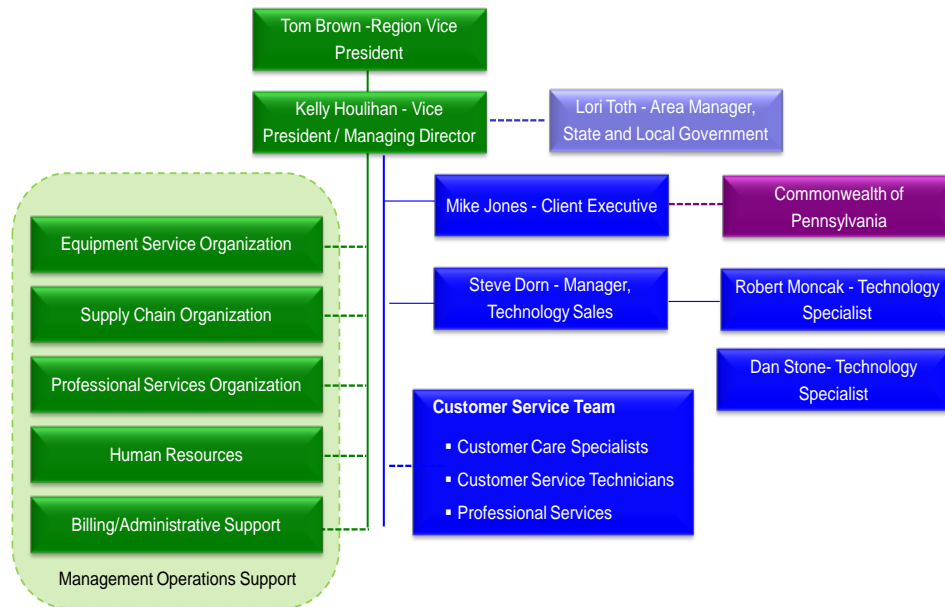 Tom Brown -Region Vice
President
Kelly Houlihan - Vice
President / Managing Director
Lori Toth - Area Manager,
State and Local Government
Mike Jones - Client Executive
Commonwealth of
Pennsylvania
Equipment Service Organization
Steve Dorn - Manager,
Technology Sales
Robert Moncak - Technology
Specialist
Supply Chain Organization
Dan Stone- Technology
Specialist
Professional Services Organization
Customer Service Team
▪ Customer Care Specialists
▪ Customer Service Technicians
▪ Professional Services
Human Resources
Billing/Administrative Support
Management Operations Support